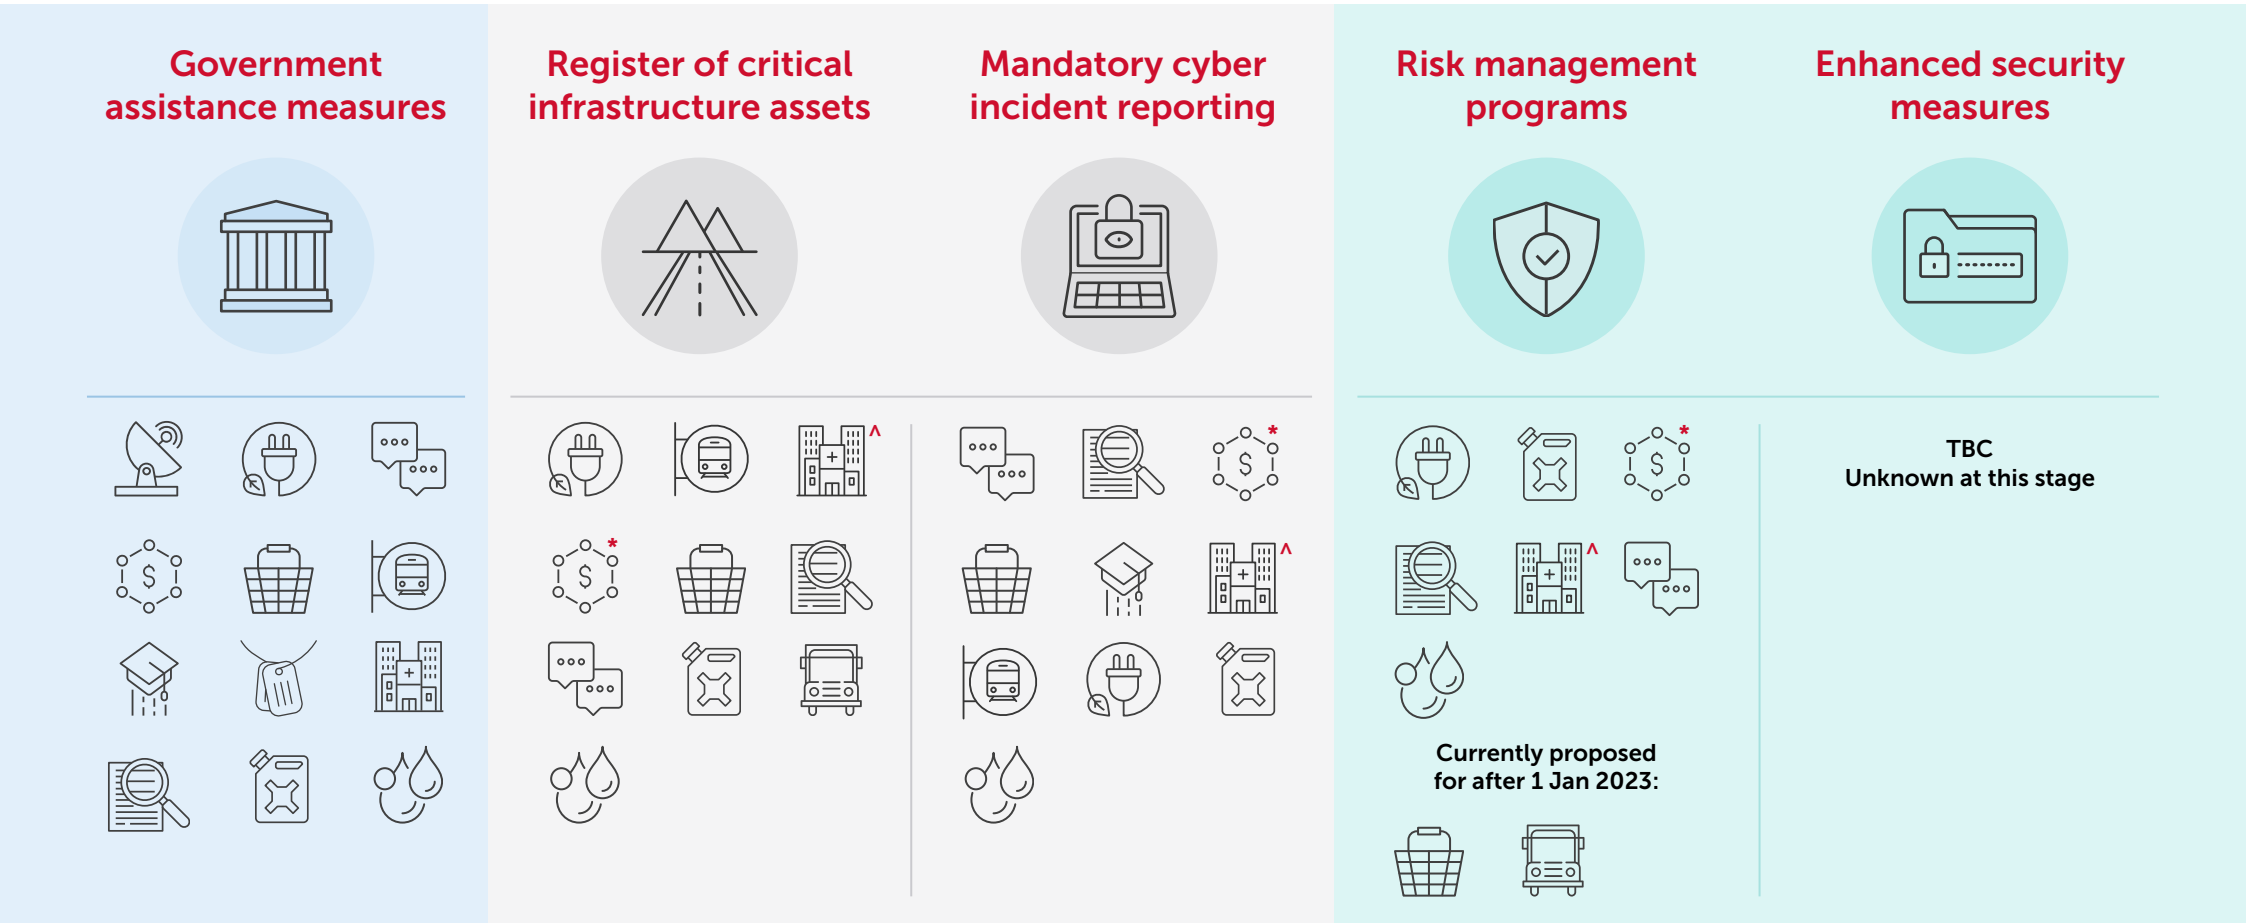 Government
assistance measures
Register of critical
infrastructure assets
Mandatory cyber
incident reporting
Risk management
programs
Enhanced security
measures
^
*
*
^
*
^
$
$
$
$
TBC
Unknown at this stage
Currently proposed
for after 1 Jan 2023: